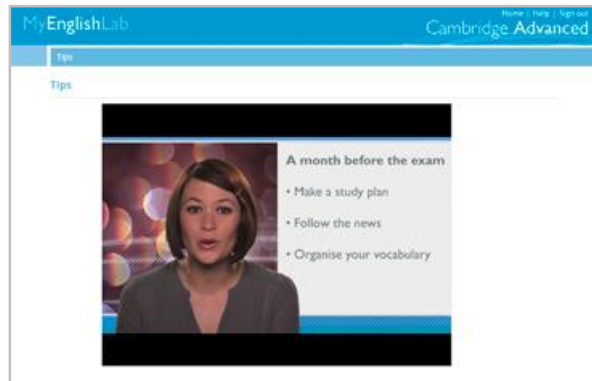 Home | Help | Sign out
MyEnglishLab
Cambridge Advanced
Tips
Tips
A month before the exam
• Make a study plan
• Follow the news
• Organise your vocabulary